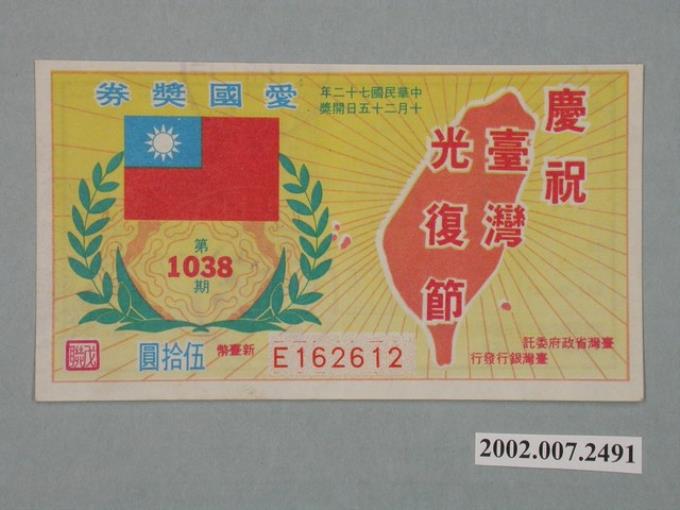 愛國獎券
中華民國七十二年
十月二十五日開獎
慶祝
臺灣
光復節
第
1038
期
戊聯
新臺幣
伍拾圓
E162612
臺灣省政府委託
臺灣銀行發行
2002.007.2491